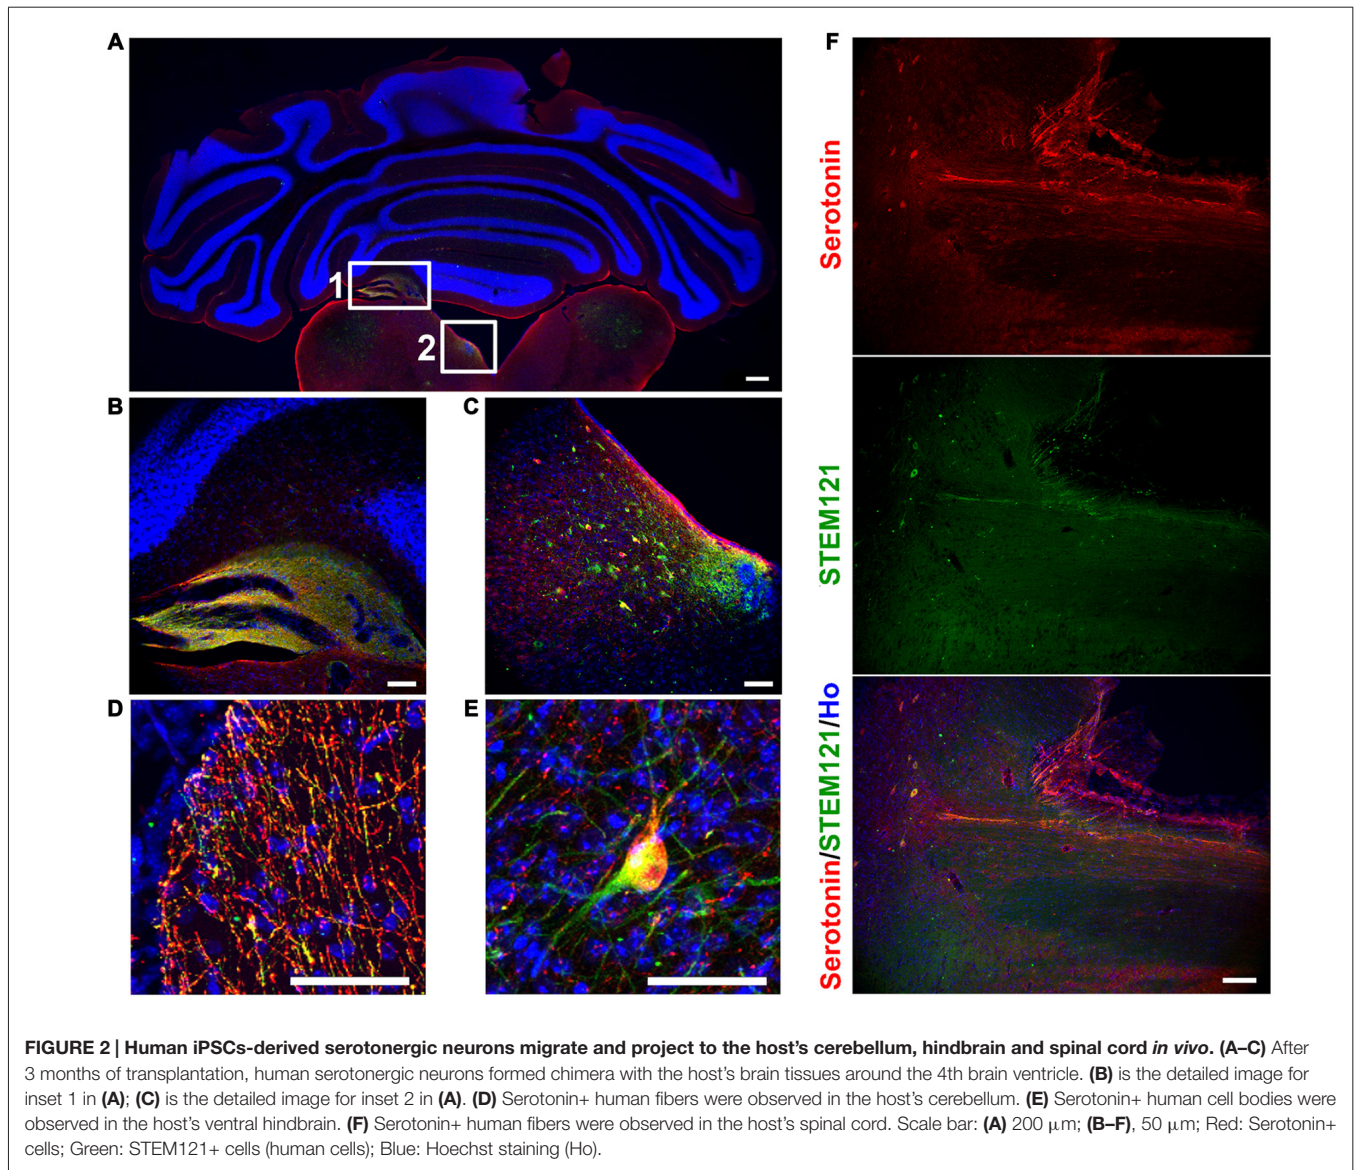 A
1
2
B
C
D
E
F
Serotonin
STEM121
Serotonin/STEM121/Ho
FIGURE 2 | Human iPSCs-derived serotonergic neurons migrate and project to the host's cerebellum, hindbrain and spinal cord in vivo. (A–C) After
3 months of transplantation, human serotonergic neurons formed chimera with the host's brain tissues around the 4th brain ventricle. (B) is the detailed image for
inset 1 in (A); (C) is the detailed image for inset 2 in (A). (D) Serotonin+ human fibers were observed in the host's cerebellum. (E) Serotonin+ human cell bodies were
observed in the host's ventral hindbrain. (F) Serotonin+ human fibers were observed in the host's spinal cord. Scale bar: (A) 200 μm; (B–F), 50 μm; Red: Serotonin+
cells; Green: STEM121+ cells (human cells); Blue: Hoechst staining (Ho).